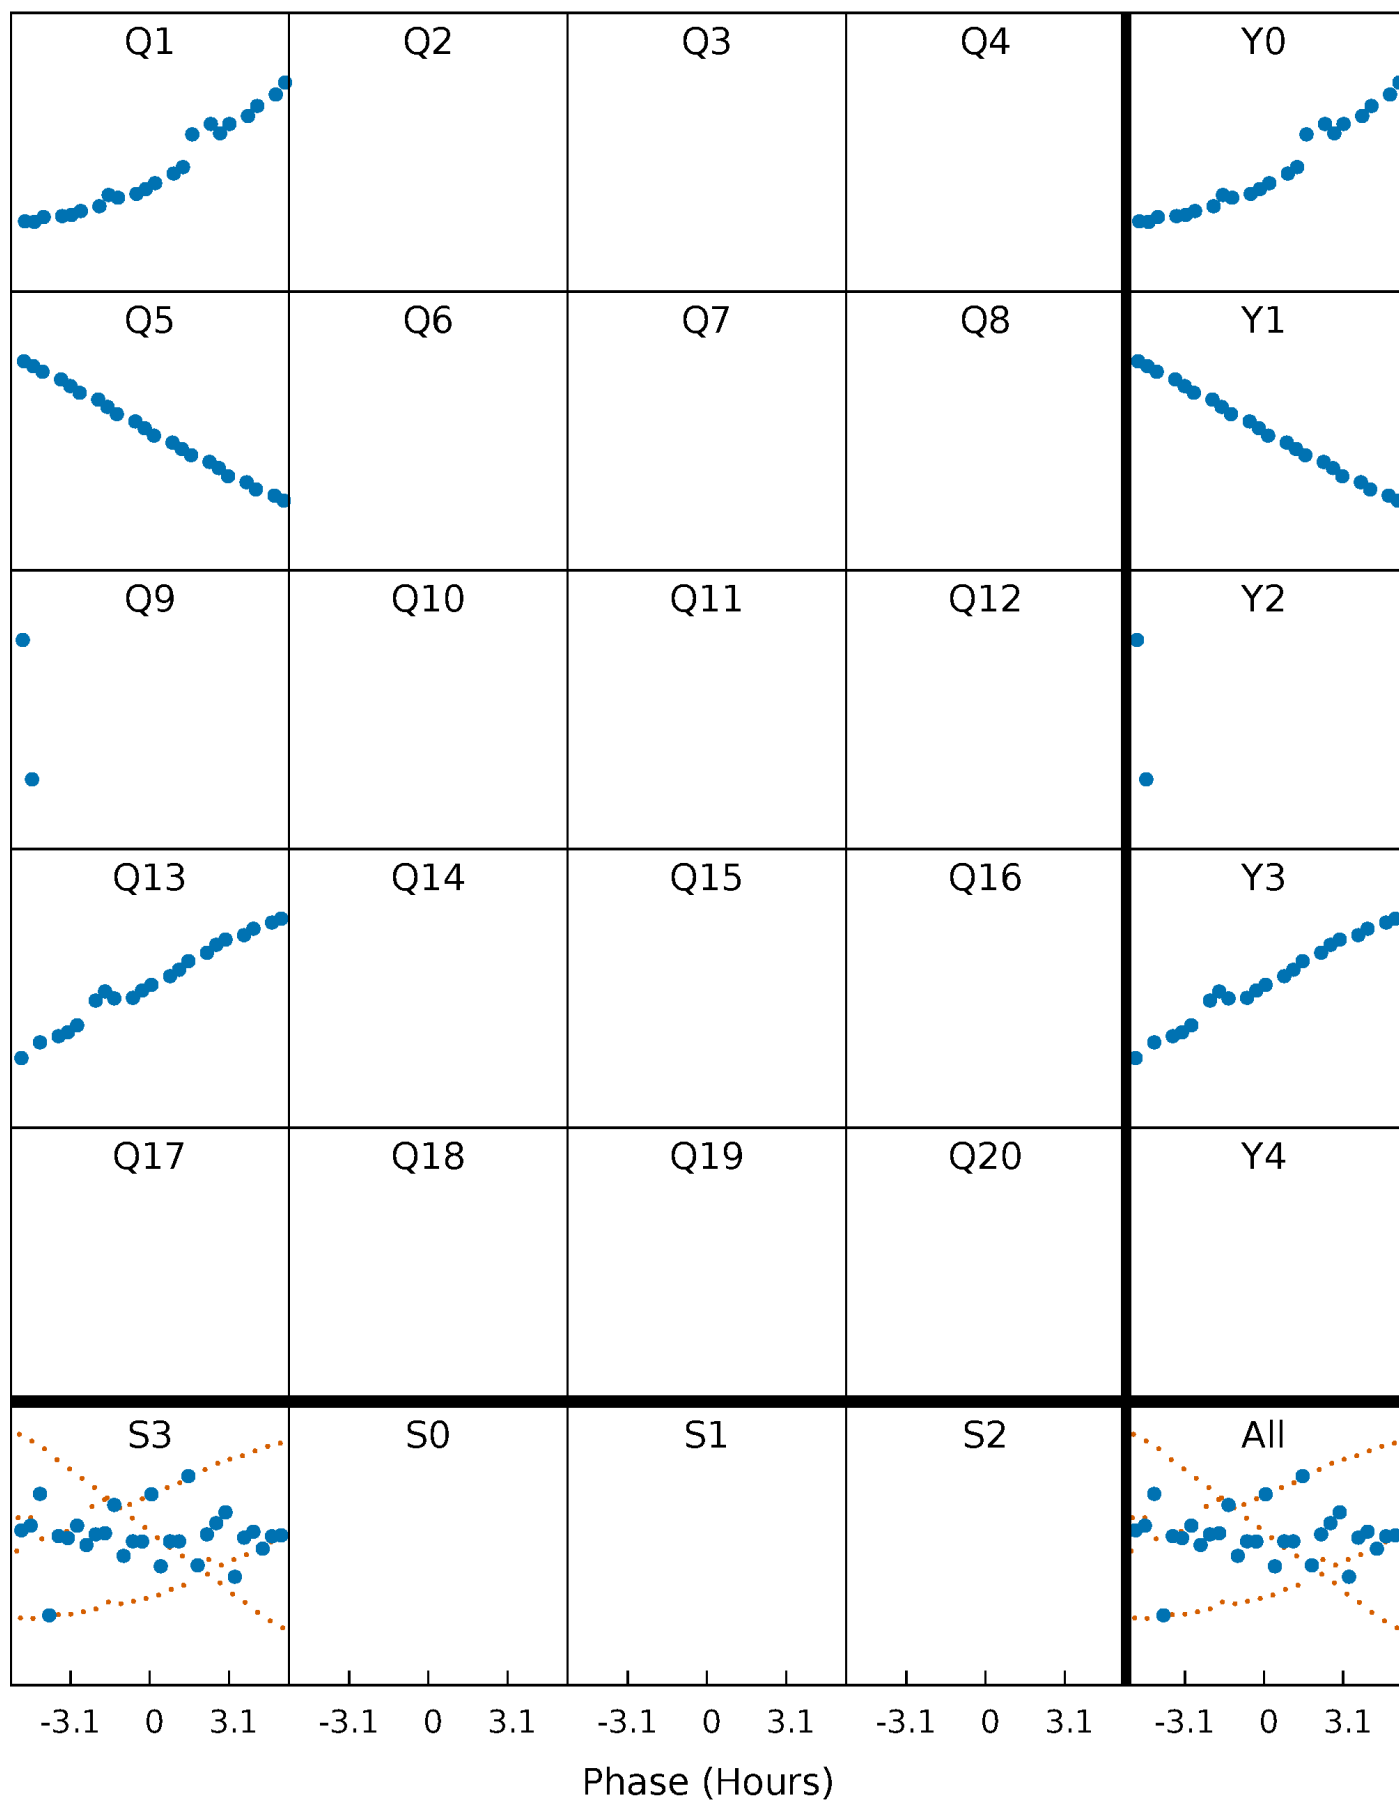 Q1 Q2 Q3 Q4 Y0
Q5 Q6 Q7 Q8 Y1
Q9 Q10 Q11 Q12 Y2
Q13 Q14 Q15 Q16 Y3
Q17 Q18 Q19 Q20 Y4
S3 S0 S1 S2 All
-3.1 0 3.1 -3.1 0 3.1 -3.1 0 3.1 -3.1 0 3.1 -3.1 0 3.1
Phase (Hours)